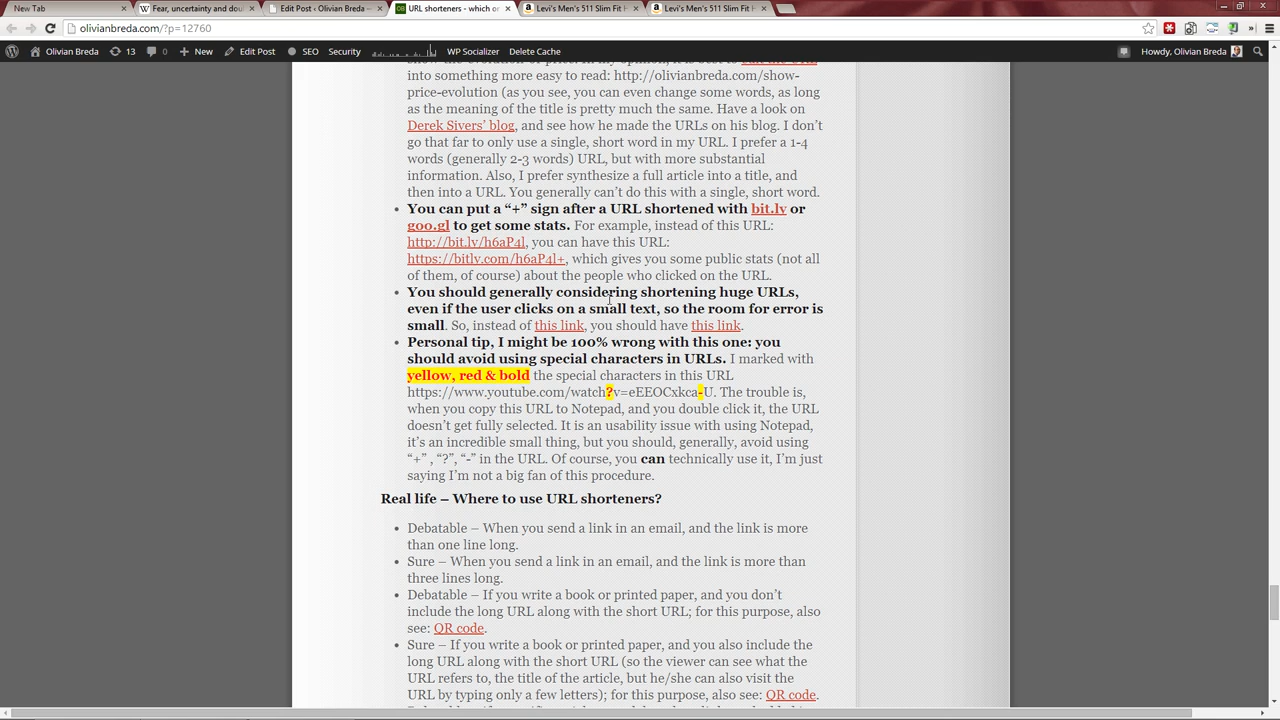 New Tab
Fear, uncertainty and dou
Edit Post ‹ Olivian Breda
URL shorteners - which or
Levi's Men's 511 Slim Fit H
Levi's Men's 511 Slim Fit H
olivianbreda.com/?p=12760
Olivian Breda 13 0 New Edit Post SEO Security WP Socializer Delete Cache Howdy, Olivian Breda
into something more easy to read: http://olivianbreda.com/show-
price-evolution (as you see, you can even change some words, as long
as the meaning of the title is pretty much the same. Have a look on
Derek Sivers’ blog, and see how he made the URLs on his blog. I don’t
go that far to only use a single, short word in my URL. I prefer a 1-4
words (generally 2-3 words) URL, but with more substantial
information. Also, I prefer synthesize a full article into a title, and
then into a URL. You generally can’t do this with a single, short word.
• You can put a “+” sign after a URL shortened with bit.ly or
goo.gl to get some stats. For example, instead of this URL:
http://bit.ly/h6aP4l, you can have this URL:
https://bitly.com/h6aP4l+, which gives you some public stats (not all
of them, of course) about the people who clicked on the URL.
• You should generally considering shortening huge URLs,
even if the user clicks on a small text, so the room for error is
small. So, instead of this link, you should have this link.
• Personal tip, I might be 100% wrong with this one: you
should avoid using special characters in URLs. I marked with
yellow, red & bold the special characters in this URL
https://www.youtube.com/watch?v=eEEOCxkca-U. The trouble is,
when you copy this URL to Notepad, and you double click it, the URL
doesn’t get fully selected. It is an usability issue with using Notepad,
it’s an incredible small thing, but you should, generally, avoid using
“+” , “?”, “-” in the URL. Of course, you can technically use it, I’m just
saying I’m not a big fan of this procedure.
Real life – Where to use URL shorteners?
• Debatable – When you send a link in an email, and the link is more
than one line long.
• Sure – When you send a link in an email, and the link is more than
three lines long.
• Debatable – If you write a book or printed paper, and you don’t
include the long URL along with the short URL; for this purpose, also
see: QR code.
• Sure – If you write a book or printed paper, and you also include the
long URL along with the short URL (so the viewer can see what the
URL refers to, the title of the article, but he/she can also visit the
URL by typing only a few letters); for this purpose, also see: QR code.